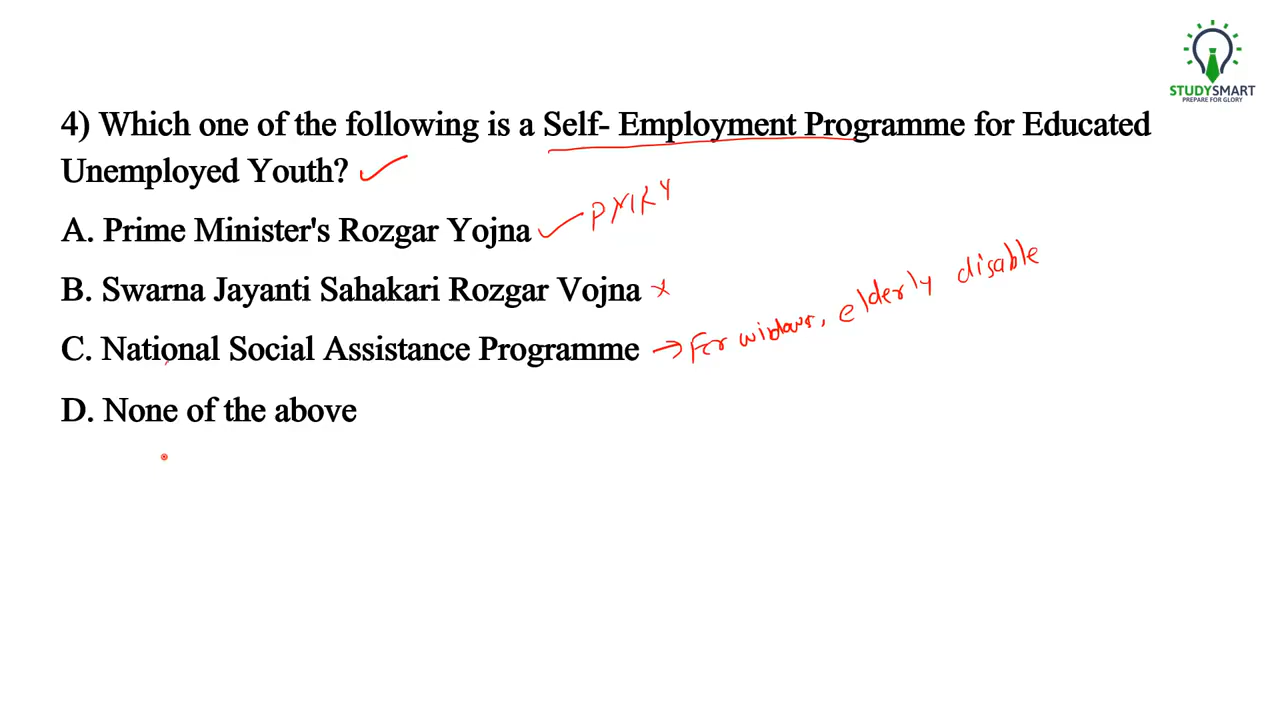 STUDYSMART
PREPARE FOR GLORY
4) Which one of the following is a Self- Employment Programme for Educated
Unemployed Youth?
A. Prime Minister's Rozgar Yojna PMRY
B. Swarna Jayanti Sahakari Rozgar Vojna x
C. National Social Assistance Programme → For widows, elderly disable
D. None of the above